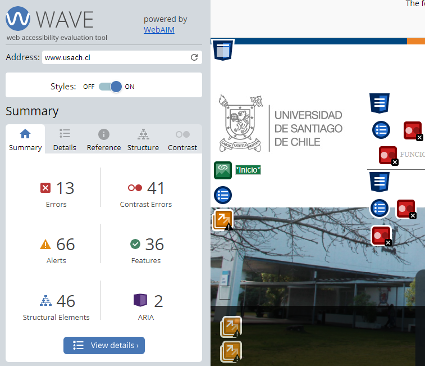 WAVE
powered by
WebAIM
web accessibility evaluation tool
Address: www.usach.cl
Styles: OFF ON
Summary
Summary Details Reference Structure Contrast
13
Errors
41
Contrast Errors
66
Alerts
36
Features
46
Structural Elements
2
ARIA
View details ›
The f
UNIVERSIDAD
DE SANTIAGO
DE CHILE
*Inicio*
FUNCIO